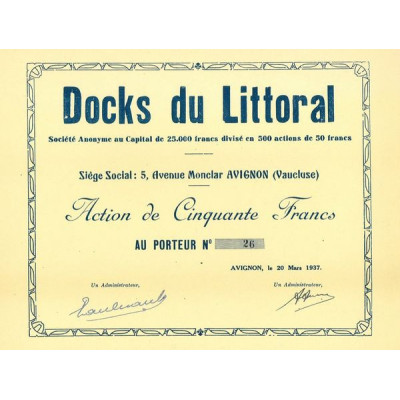 Docks du Littoral
Société Anonyme au Capital de 25.000 francs divisé en 500 actions de 50 francs
Siége Social : 5, Avenue Monclar AVIGNON (Vaucluse)
Action de Cinquante Francs
AU PORTEUR Nº 26
AVIGNON, le 20 Mars 1937.
Un Administrateur, Un Administrateur,